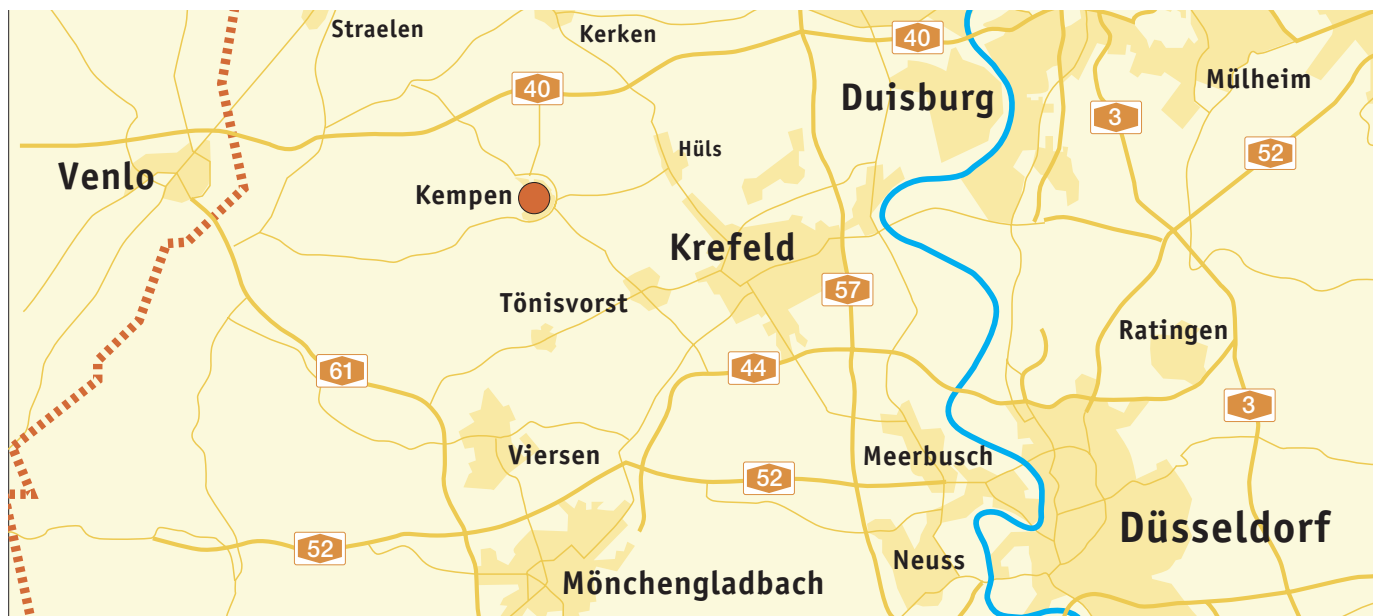 Straelen
Kerken
40
Mülheim
40
Duisburg
3
Hüls
52
Venlo
Kempen
Krefeld
57
Tönisvorst
Ratingen
61
44
3
Viersen
Meerbusch
52
Düsseldorf
52
Neuss
Mönchengladbach